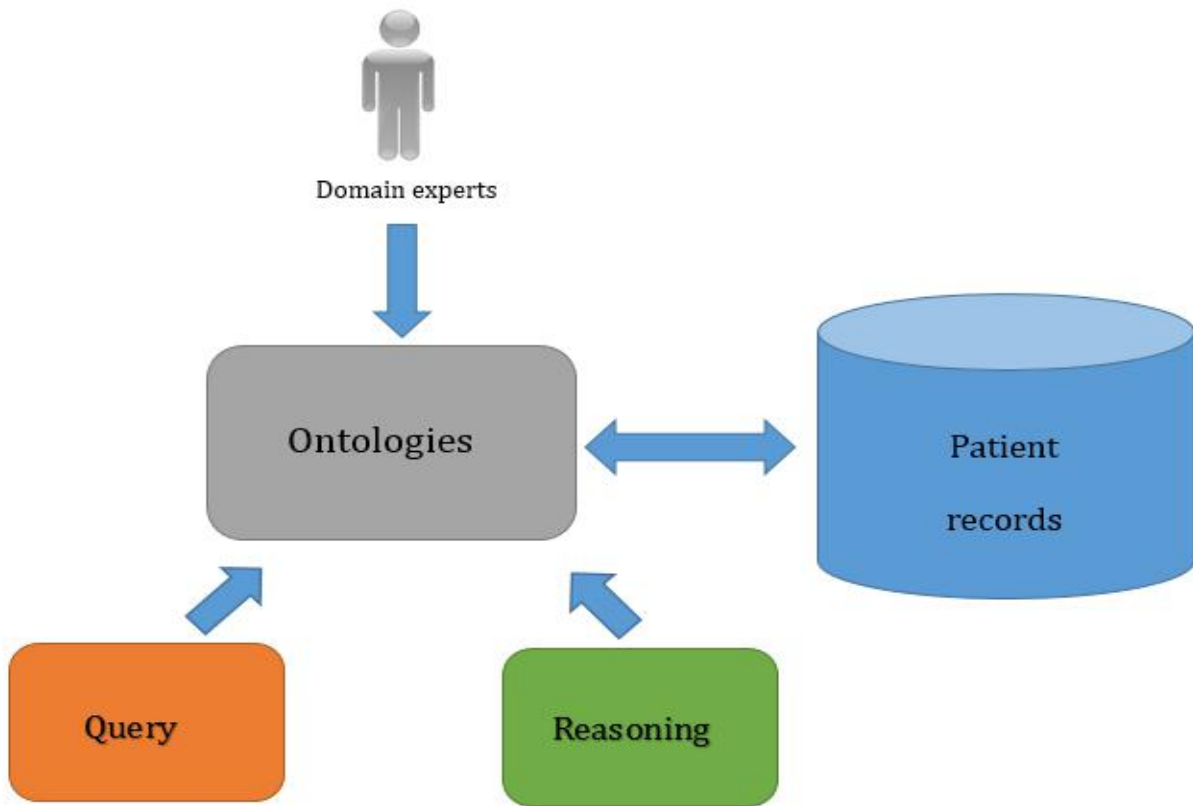 Domain experts
Ontologies
Patient
records
Query
Reasoning